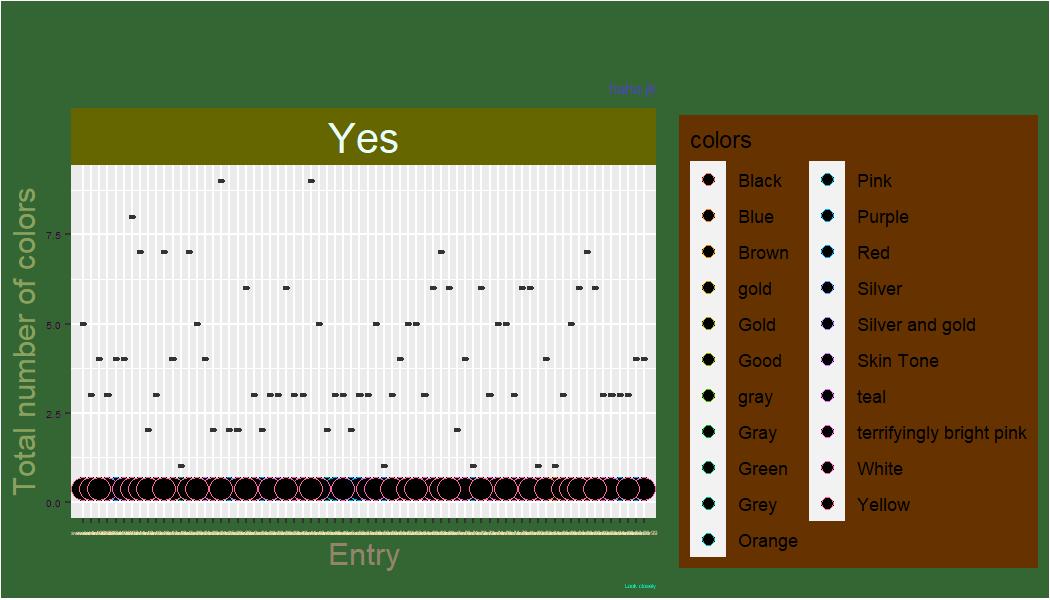 Yes
Total number of colors
7.5
5.0
2.5
0.0
Entry
Look closely
colors
Black
Blue
Brown
gold
Gold
Good
gray
Gray
Green
Grey
Orange
Pink
Purple
Red
Silver
Silver and gold
Skin Tone
teal
terrifyingly bright pink
White
Yellow